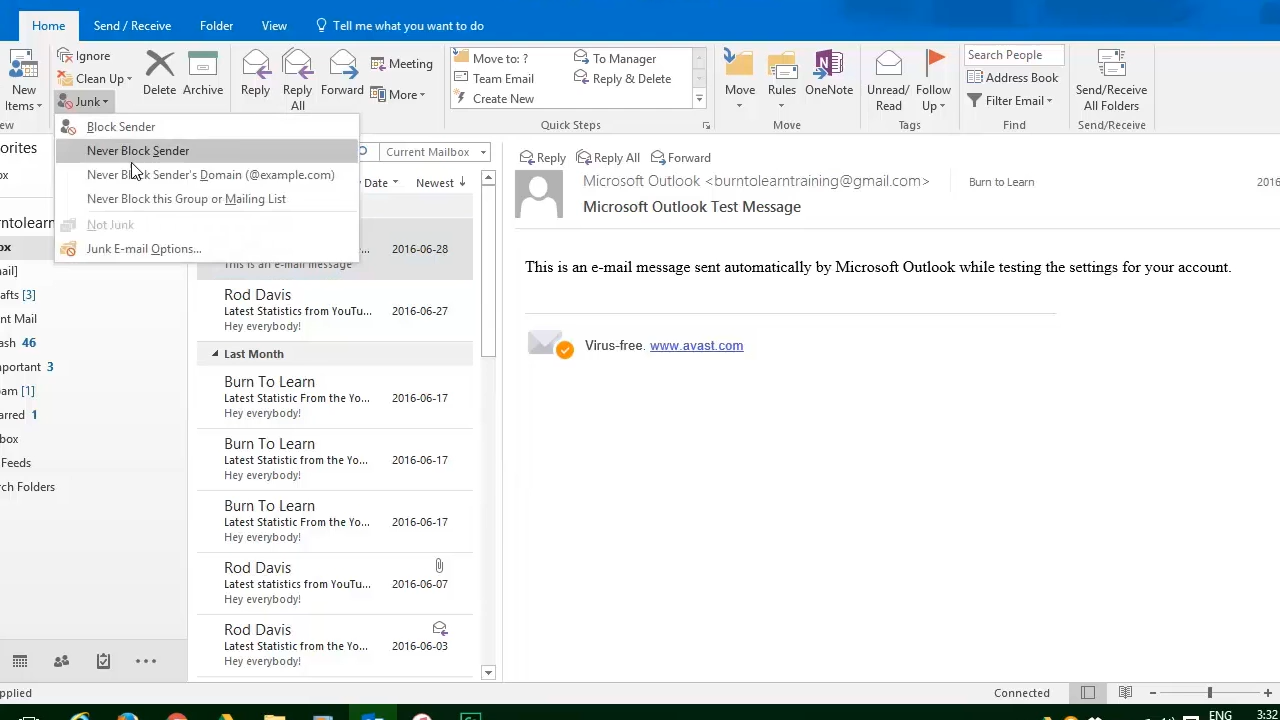 Home
Send / Receive
Folder
View
Tell me what you want to do
New
Items
Ignore
Clean Up
Junk
Delete
Archive
Reply
Reply
All
Forward
Meeting
More
Move to: ?
Team Email
Create New
To Manager
Reply & Delete
Quick Steps
Move
Rules
OneNote
Move
Unread/
Read
Follow
Up
Tags
Search People
Address Book
Filter Email
Find
Send/Receive
All Folders
Send/Receive
Block Sender
Never Block Sender
Never Block Sender's Domain (@example.com)
Never Block this Group or Mailing List
Not Junk
Junk E-mail Options...
Current Mailbox
Date
Newest
2016-06-28
This is an e-mail message
Rod Davis
Latest Statistics from YouTu...
2016-06-27
Hey everybody!
Last Month
Burn To Learn
Latest Statistic From the Yo...
2016-06-17
Hey everybody!
Burn To Learn
Latest Statistic from the Yo...
2016-06-17
Hey everybody!
Burn To Learn
Latest Statistic From the Yo...
2016-06-17
Hey everybody!
Rod Davis
Latest statistics from YouTu...
2016-06-07
Hey everybody!
Rod Davis
Latest Statistics from YouTu...
2016-06-03
Hey everybody!
orites
ox
rntolearn
ox
ail]
afts [3]
nt Mail
ash 46
portant 3
am [1]
arred 1
box
Feeds
rch Folders
Reply
Reply All
Forward
Microsoft Outlook <burntolearntraining@gmail.com>
Burn to Learn
2016
Microsoft Outlook Test Message
This is an e-mail message sent automatically by Microsoft Outlook while testing the settings for your account.
Virus-free. www.avast.com
pplied
Connected
ENG
3:32